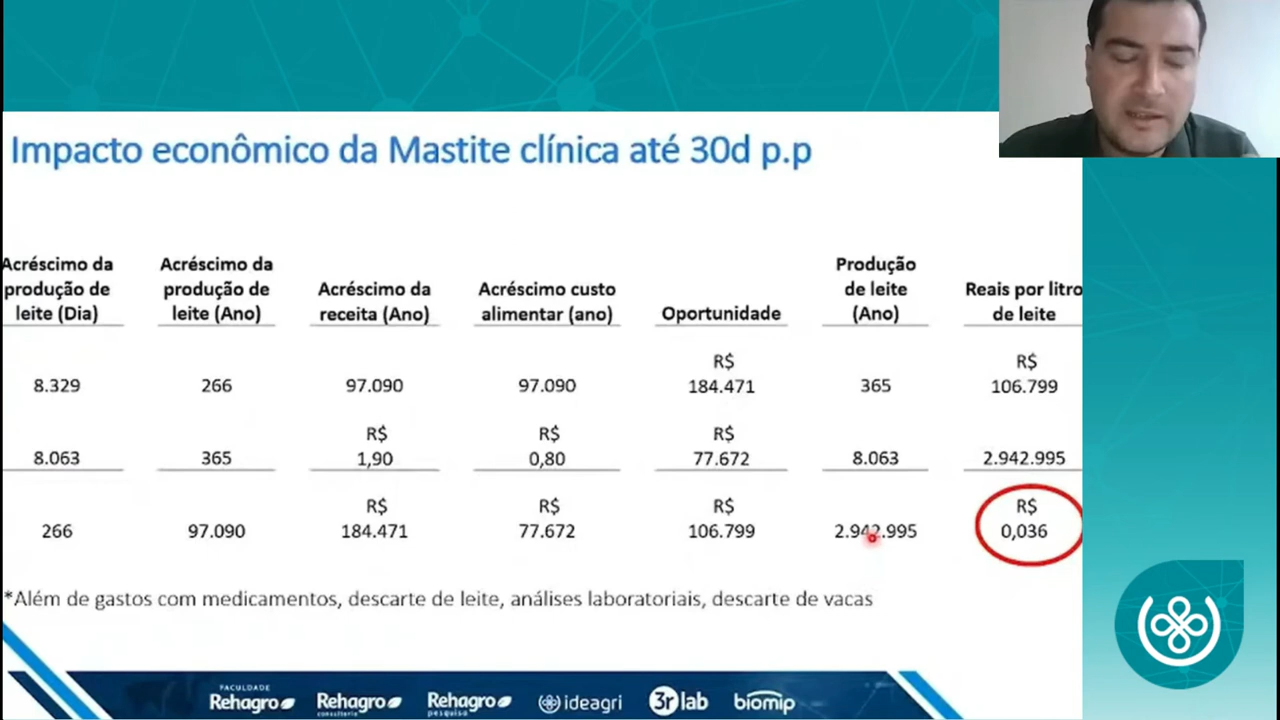 Impacto econômico da Mastite clínica até 30d p.p
Acréscimo da produção de leite (Dia)
Acréscimo da produção de leite (Ano)
Acréscimo da receita (Ano)
Acréscimo custo alimentar (ano)
Oportunidade
Produção de leite (Ano)
Reais por litro de leite
8.329 266 97.090 97.090 R$ 184.471 365 R$ 106.799
8.063 365 R$ 1,90 R$ 0,80 R$ 77.672 8.063 2.942.995
266 97.090 R$ 184.471 R$ 77.672 R$ 106.799 2.942.995 R$ 0,036
*Além de gastos com medicamentos, descarte de leite, análises laboratoriais, descarte de vacas
FACULDADE
Rehagro
Rehagro
consultoria
Rehagro
pesquisa
ideagri
3rlab
biomip